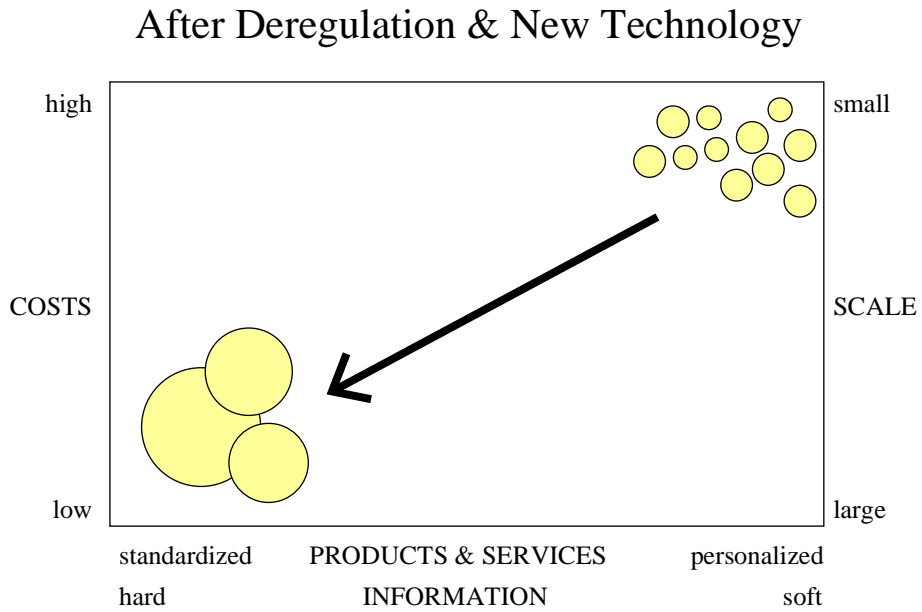 After Deregulation & New Technology
high
small
COSTS
SCALE
low
large
standardized PRODUCTS & SERVICES personalized
hard INFORMATION soft